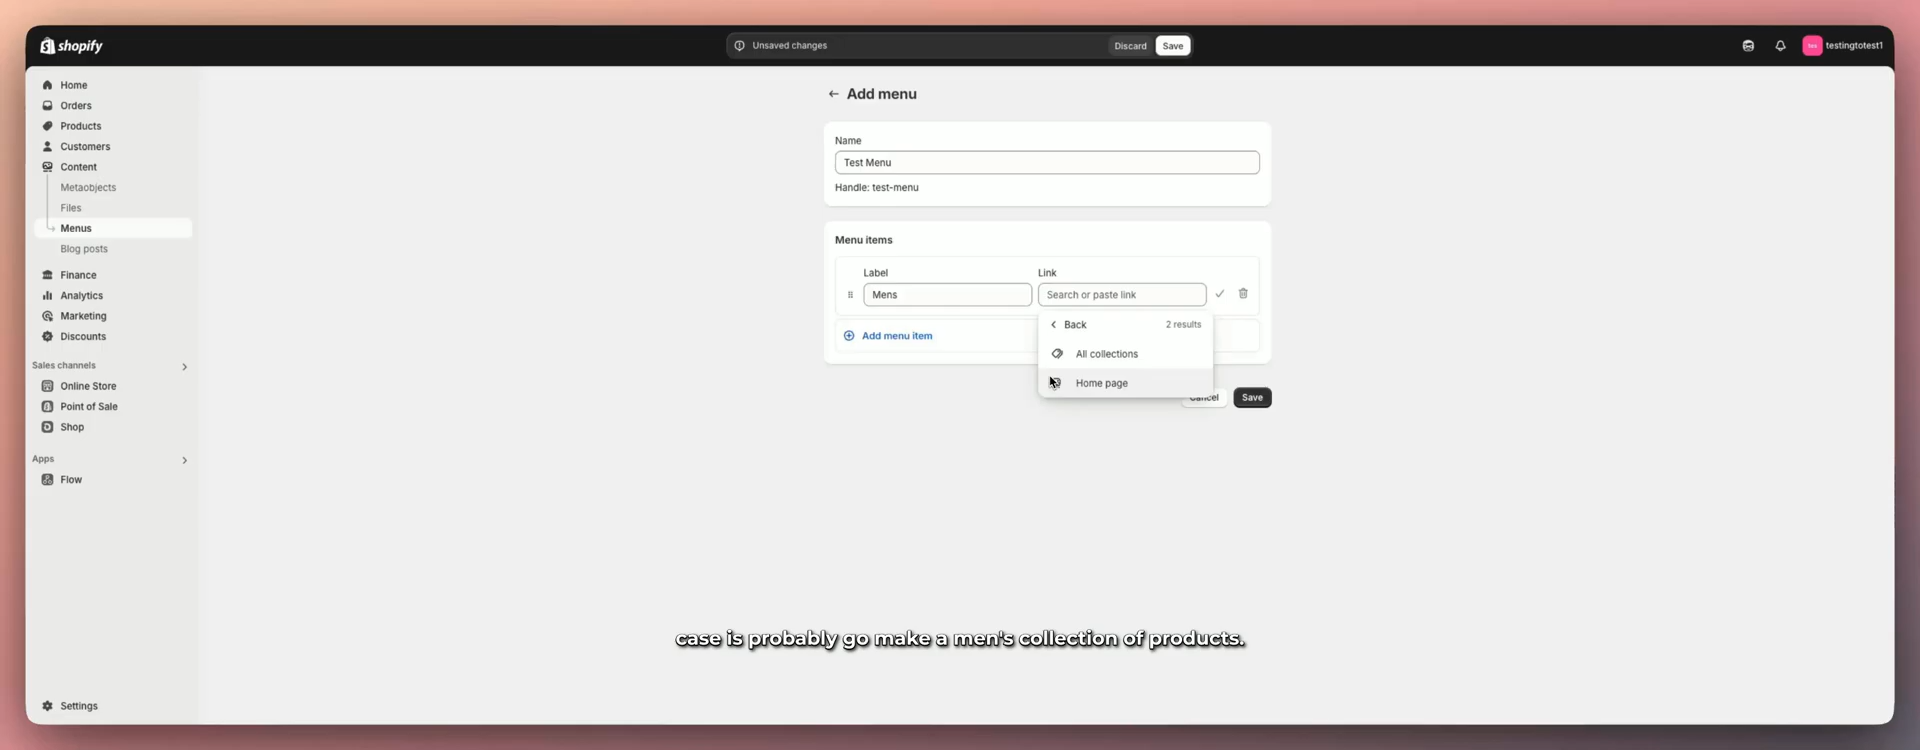 shopify
Unsaved changes
Discard
Save
testingtotest1
Home
Orders
Products
Customers
Content
Metaobjects
Files
Menus
Blog posts
Finance
Analytics
Marketing
Discounts
Sales channels
Online Store
Point of Sale
Shop
Apps
Flow
Settings
Add menu
Name
Test Menu
Handle: test-menu
Menu items
Label
Link
Mens
Search or paste link
Back
2 results
Add menu item
All collections
Home page
Cancel
Save
case is probably go make a men's collection of products.